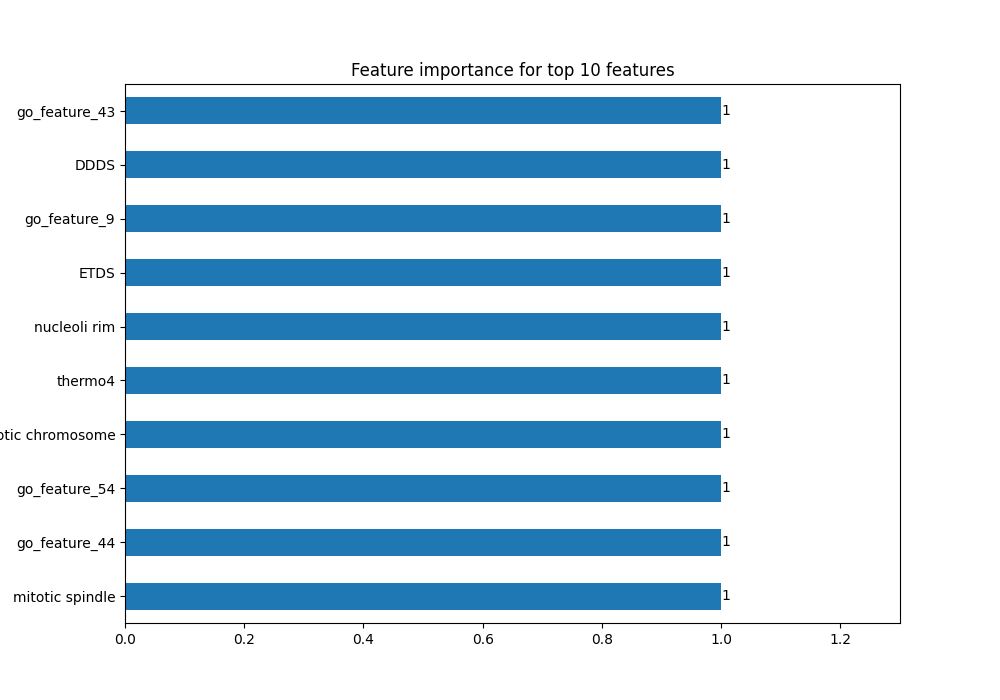 Feature importance for top 10 features
go_feature_43 1
DDDS 1
go_feature_9 1
ETDS 1
nucleoli rim 1
thermo4 1
otic chromosome 1
go_feature_54 1
go_feature_44 1
mitotic spindle 1
0.0 0.2 0.4 0.6 0.8 1.0 1.2